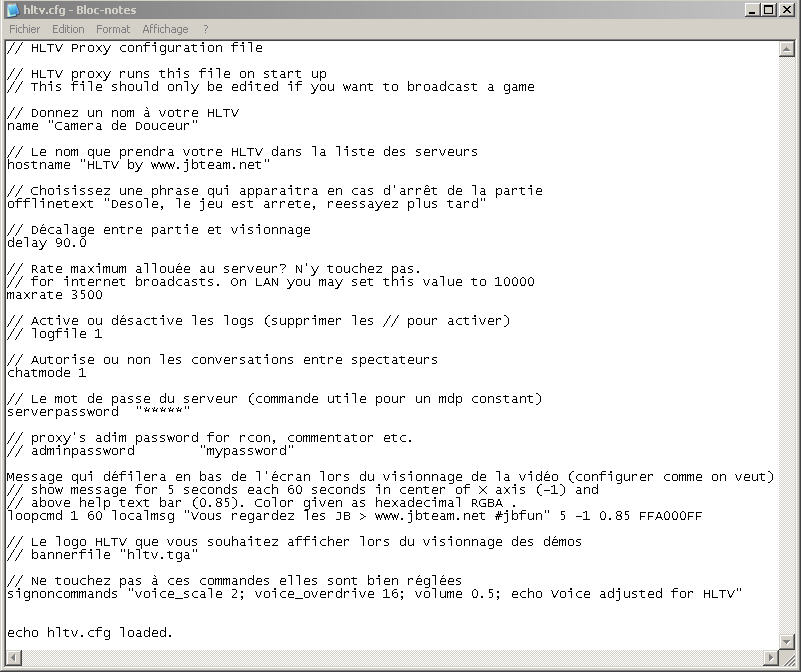 hltv.cfg - Bloc-notes
Fichier Edition Format Affichage ?
// HLTV Proxy configuration file
// HLTV proxy runs this file on start up
// This file should only be edited if you want to broadcast a game
// Donnez un nom à votre HLTV
name "Camera de Douceur"
// Le nom que prendra votre HLTV dans la liste des serveurs
hostname "HLTV by www.jbteam.net"
// Choisissez une phrase qui apparaitra en cas d'arrêt de la partie
offlinetext "Desole, le jeu est arrete, reessayez plus tard"
// Décalage entre partie et visionnage
delay 90.0
// Rate maximum allouée au serveur? N'y touchez pas.
// for internet broadcasts. On LAN you may set this value to 10000
maxrate 3500
// Active ou désactive les logs (supprimer les // pour activer)
// logfile 1
// Autorise ou non les conversations entre spectateurs
chatmode 1
// Le mot de passe du serveur (commande utile pour un mdp constant)
serverpassword "*****"
// proxy's adim password for rcon, commentator etc.
// adminpassword "mypassword"
Message qui défilera en bas de l'écran lors du visionnage de la vidéo (configurer comme on veut)
// show message for 5 seconds each 60 seconds in center of X axis (-1) and
// above help text bar (0.85). Color given as hexadecimal RGBA .
loopcmd 1 60 localmsg "Vous regardez les JB > www.jbteam.net #jbfun" 5 -1 0.85 FFA000FF
// Le logo HLTV que vous souhaitez afficher lors du visionnage des démos
// bannerfile "hltv.tga"
// Ne touchez pas à ces commandes elles sont bien réglées
signoncommands "voice_scale 2; voice_overdrive 16; volume 0.5; echo Voice adjusted for HLTV"
echo hltv.cfg loaded.